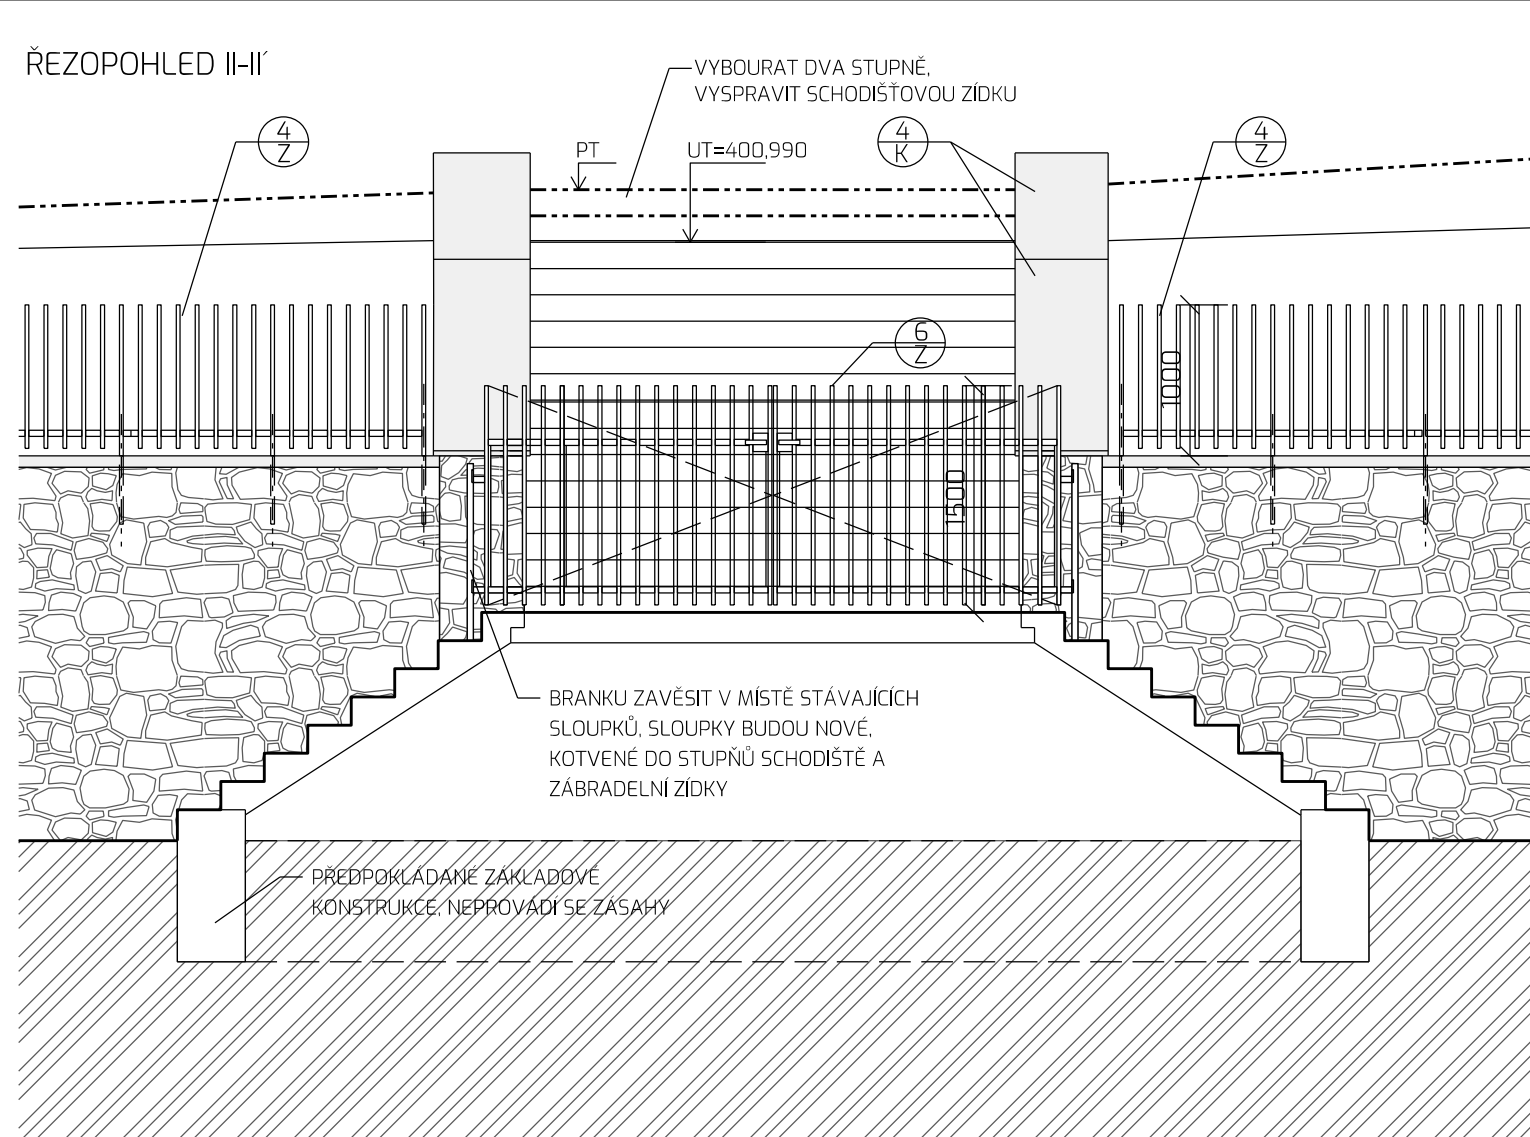 ŘEZOPOHLED II-II´
VYBOURAT DVA STUPNĚ,
VYSPRAVIT SCHODIŠŤOVOU ZÍDKU
4
Z
PT
UT=400,990
4
K
4
Z
6
Z
1000
1500
BRANKU ZAVĚSIT V MÍSTĚ STÁVAJÍCÍCH
SLOUPKŮ, SLOUPKY BUDOU NOVÉ,
KOTVENÉ DO STUPŇŮ SCHODIŠTĚ A
ZÁBRADELNÍ ZÍDKY
PŘEDPOKLÁDANÉ ZÁKLADOVÉ
KONSTRUKCE, NEPROVÁDÍ SE ZÁSAHY